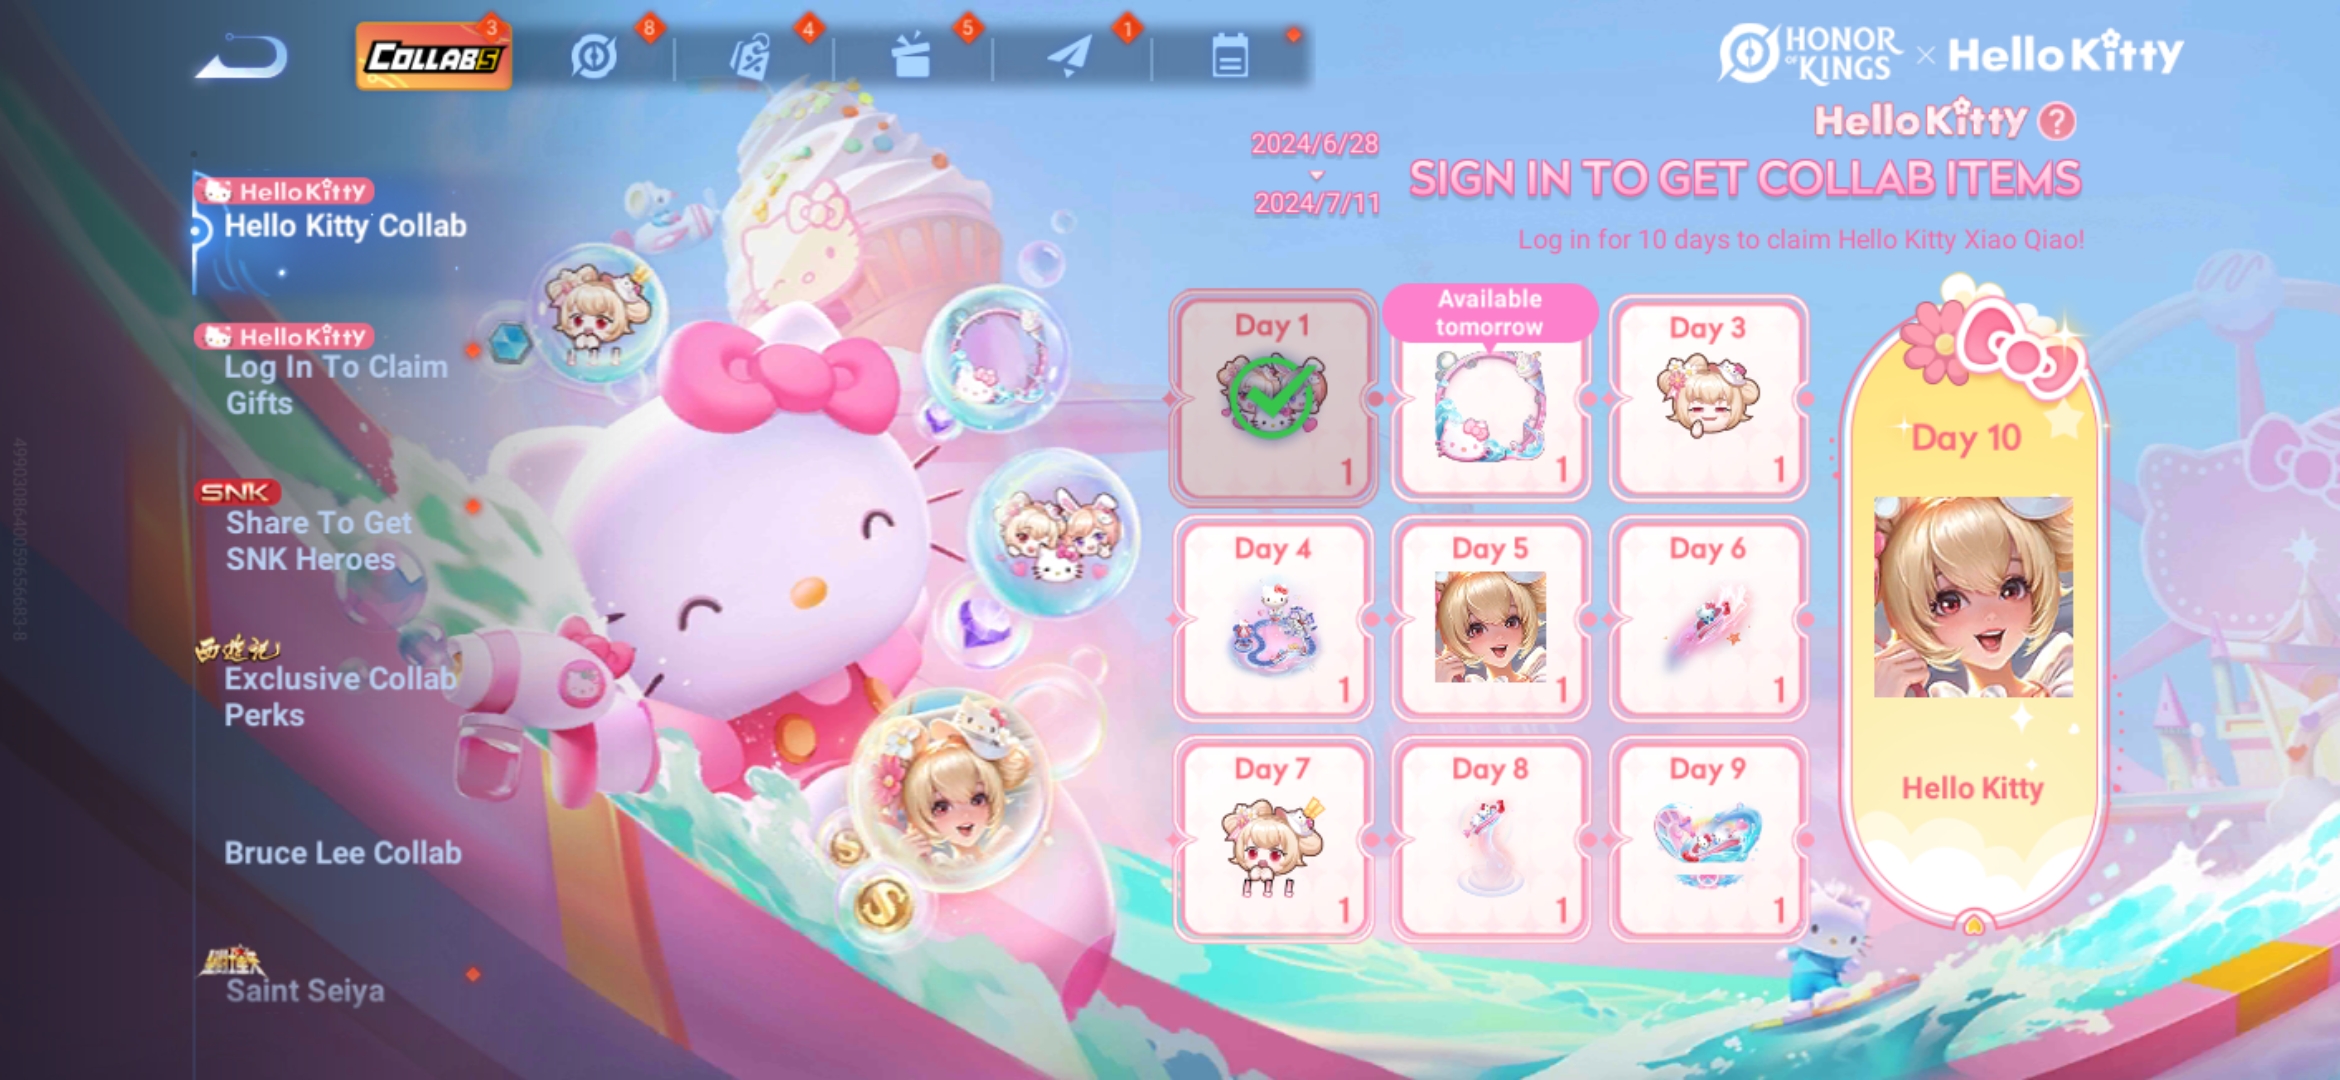 COLLABS
3
8
4
5
1
HONOR OF KINGS × Hello Kitty
Hello Kitty ?
2024/6/28
2024/7/11
SIGN IN TO GET COLLAB ITEMS
Log in for 10 days to claim Hello Kitty Xiao Qiao!
Hello Kitty
Hello Kitty Collab
Hello Kitty
Log In To Claim
Gifts
SNK
Share To Get
SNK Heroes
西遊记
Exclusive Collab
Perks
Bruce Lee Collab
Saint Seiya
Day 1
1
Available
tomorrow
1
Day 3
1
Day 4
1
Day 5
1
Day 6
1
Day 7
1
Day 8
1
Day 9
1
Day 10
Hello Kitty